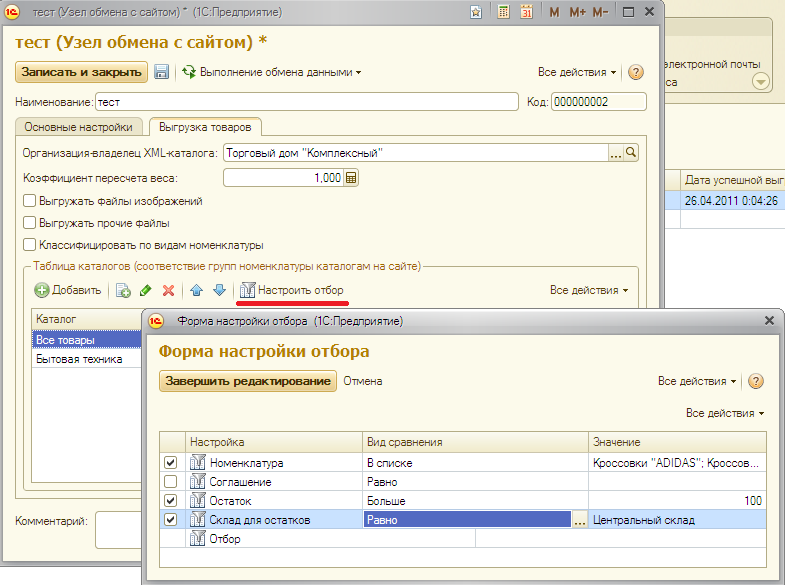 тест (Узел обмена с сайтом) * (1С:Предприятие)
31
M M+ M-
тест (Узел обмена с сайтом) *
Записать и закрыть
Выполнение обмена данными
Все действия
?
Наименование:
тест
Код:
000000002
Основные настройки
Выгрузка товаров
Организация-владелец XML-каталога:
Торговый дом "Комплексный"
...
Коэффициент пересчета веса:
1,000
Выгружать файлы изображений
Выгружать прочие файлы
Классифицировать по видам номенклатуры
Таблица каталогов (соответствие групп номенклатуры каталогам на сайте)
Добавить
Настроить отбор
Все действия
Каталог
Все товары
Бытовая техника
Комментарий:
электронной почты
Дата успешной выг
26.04.2011 0:04:26
Форма настройки отбора (1С:Предприятие)
Форма настройки отбора
Завершить редактирование
Отмена
Все действия
?
Все действия
Настройка Вид сравнения Значение
Номенклатура В списке Кроссовки "ADIDAS"; Кроссов...
Соглашение Равно
Остаток Больше 100
Склад для остатков Равно ... Центральный склад
Отбор